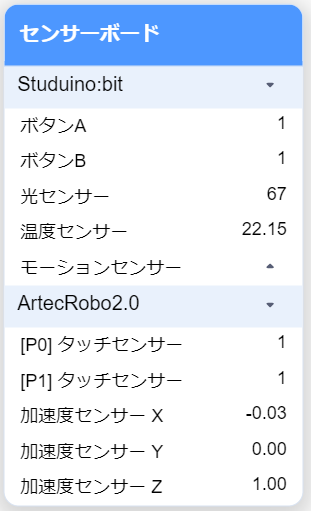 センサーボード
Studuino:bit
ボタンA 1
ボタンB 1
光センサー 67
温度センサー 22.15
モーションセンサー
ArtecRobo2.0
[P0] タッチセンサー 1
[P1] タッチセンサー 1
加速度センサー X -0.03
加速度センサー Y 0.00
加速度センサー Z 1.00